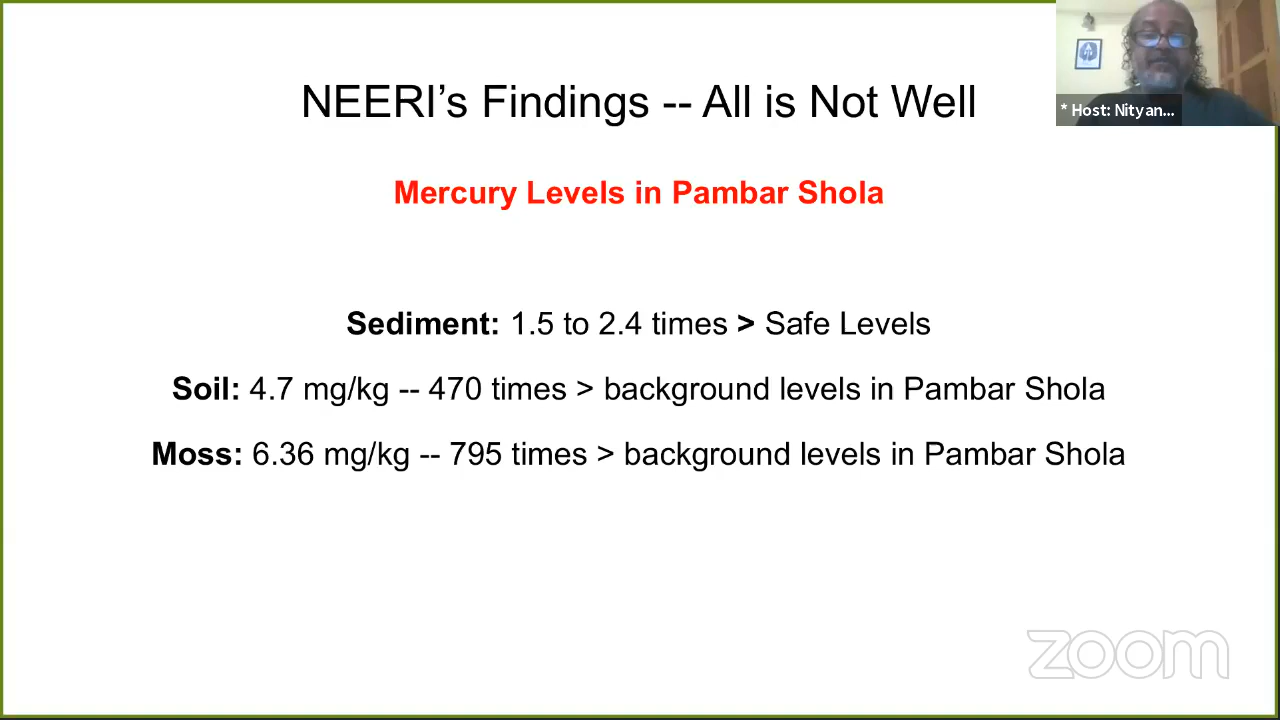 NEERI’s Findings -- All is Not Well
* Host: Nityan...
Mercury Levels in Pambar Shola
Sediment: 1.5 to 2.4 times > Safe Levels
Soil: 4.7 mg/kg -- 470 times > background levels in Pambar Shola
Moss: 6.36 mg/kg -- 795 times > background levels in Pambar Shola
zoom